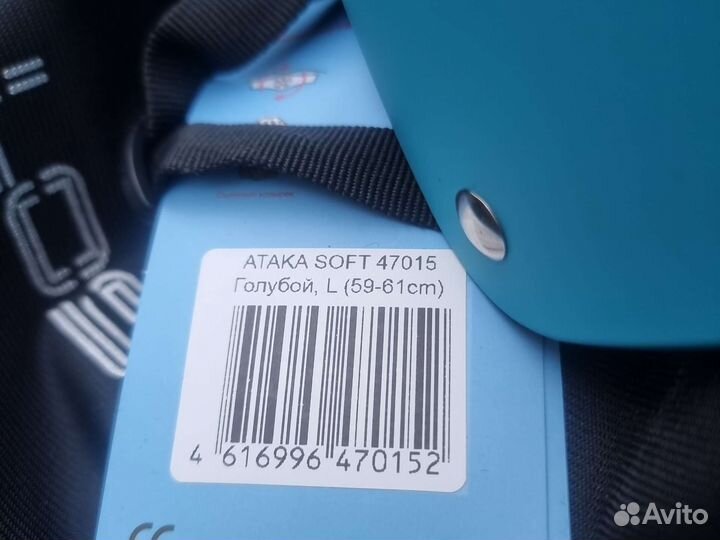 ATAKA SOFT 47015
Голубой, L (59-61cm)
4 616996 470152
CE
Avito